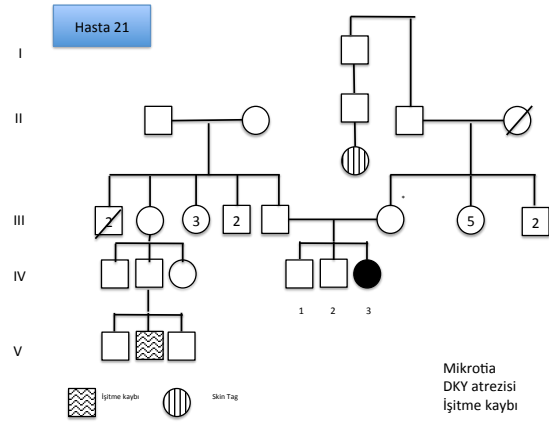 Hasta 21
I
II
III
2
3
2
5
2
IV
1 2 3
V
İşitme kaybı
Skin Tag
Mikrotia
DKY atrezisi
İşitme kaybı